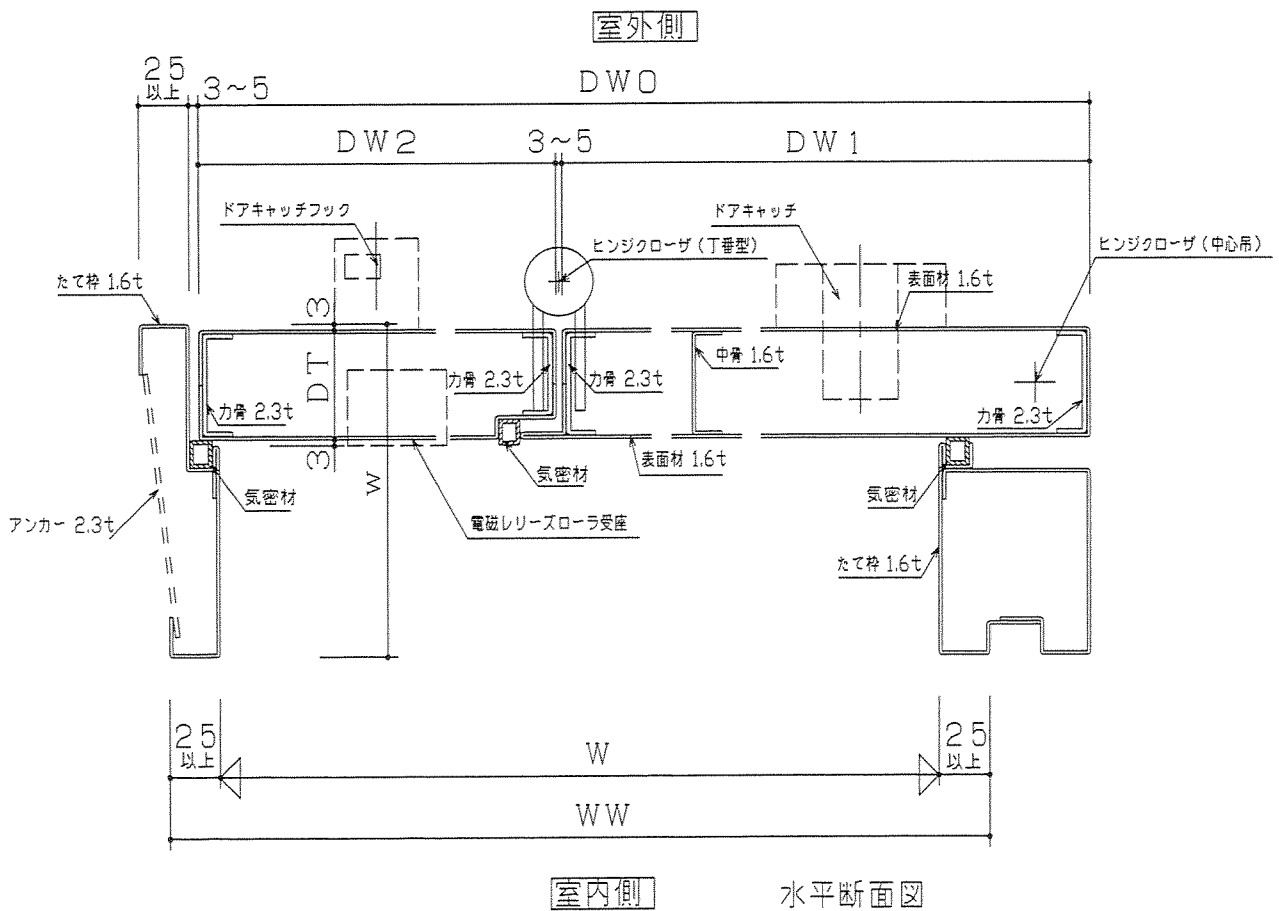 室外側
25
以上
3~5
DW0
DW2
3~5
DW1
ドアキャッチフック
ドアキャッチ
ヒンジクローザ(丁番型)
ヒンジクローザ(中心吊)
たて枠 1.6t
表面材 1.6t
3
DT
3
w
中骨 1.6t
力骨 2.3t
力骨 2.3t
力骨 2.3t
力骨 2.3t
表面材 1.6t
気密材
気密材
気密材
アンカー 2.3t
電磁レリーズローラ受座
たて枠 1.6t
25
以上
W
25
以上
WW
室内側
水平断面図